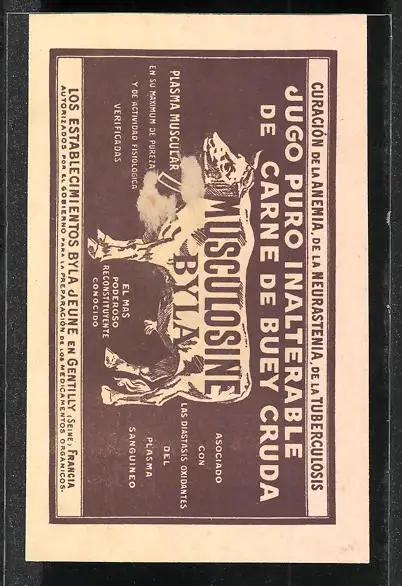 CURACIÓN DE LA ANEMIA, DE LA NEURASTENIA, DE LA TUBERCULOSIS
JUGO PURO INALTERABLE
DE CARNE DE BUEY CRUDA
PLASMA MUSCULAR
EN SU MAXIMUM DE PUREZA
Y DE ACTIVIDAD FISIOLOGICA
VERIFICADAS
MUSCULOSINE
BYLA
EL MAS
PODEROSO
RECONSTITUYENTE
CONOCIDO
ASOCIADO
CON
LAS DIASTASIS OXIDANTES
DEL
PLASMA
SANGUINEO
LOS ESTABLECIMIENTOS BYLA JEUNE EN GENTILLY (SEINE) FRANCIA
AUTORIZADOS POR EL GOBIERNO PARA LA PREPARACIÓN DE LOS MEDICAMENTOS ORGANICOS.